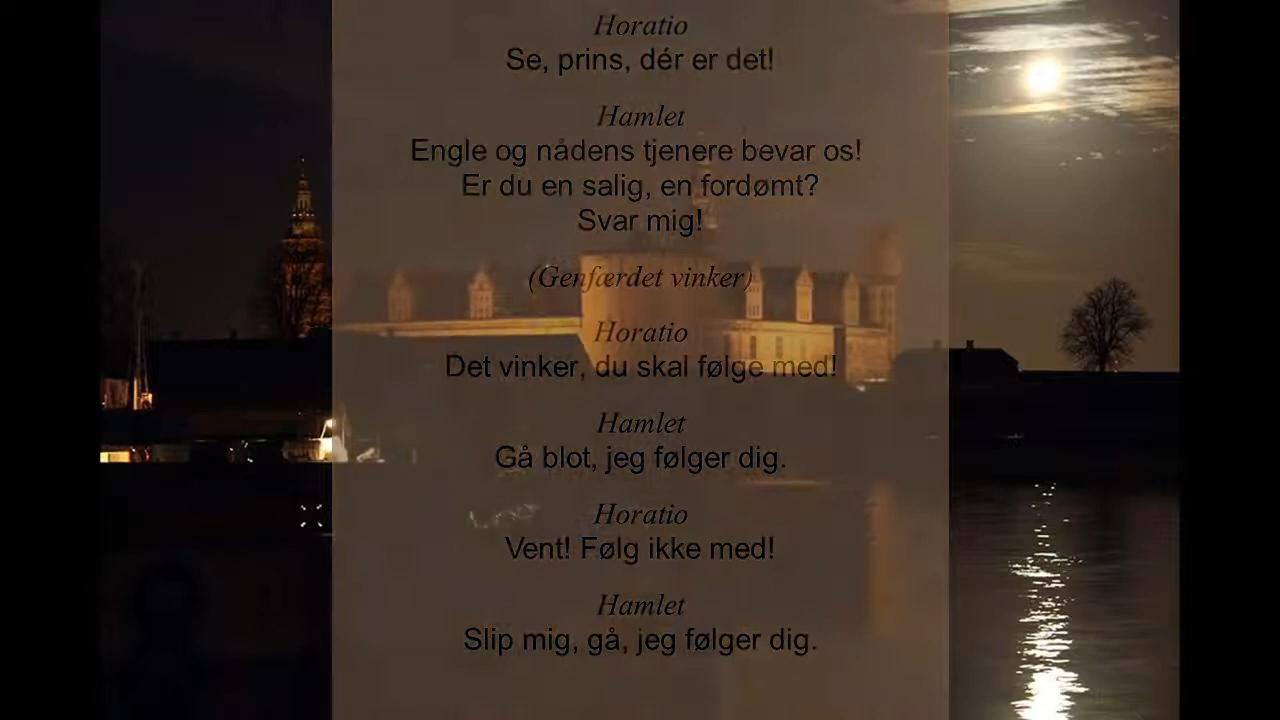 Horatio
Se, prins, dér er det!
Hamlet
Engle og nådens tjenere bevar os!
Er du en salig, en fordømt?
Svar mig!
(Genfærdet vinker)
Horatio
Det vinker, du skal følge med!
Hamlet
Gå blot, jeg følger dig.
Horatio
Vent! Følg ikke med!
Hamlet
Slip mig, gå, jeg følger dig.